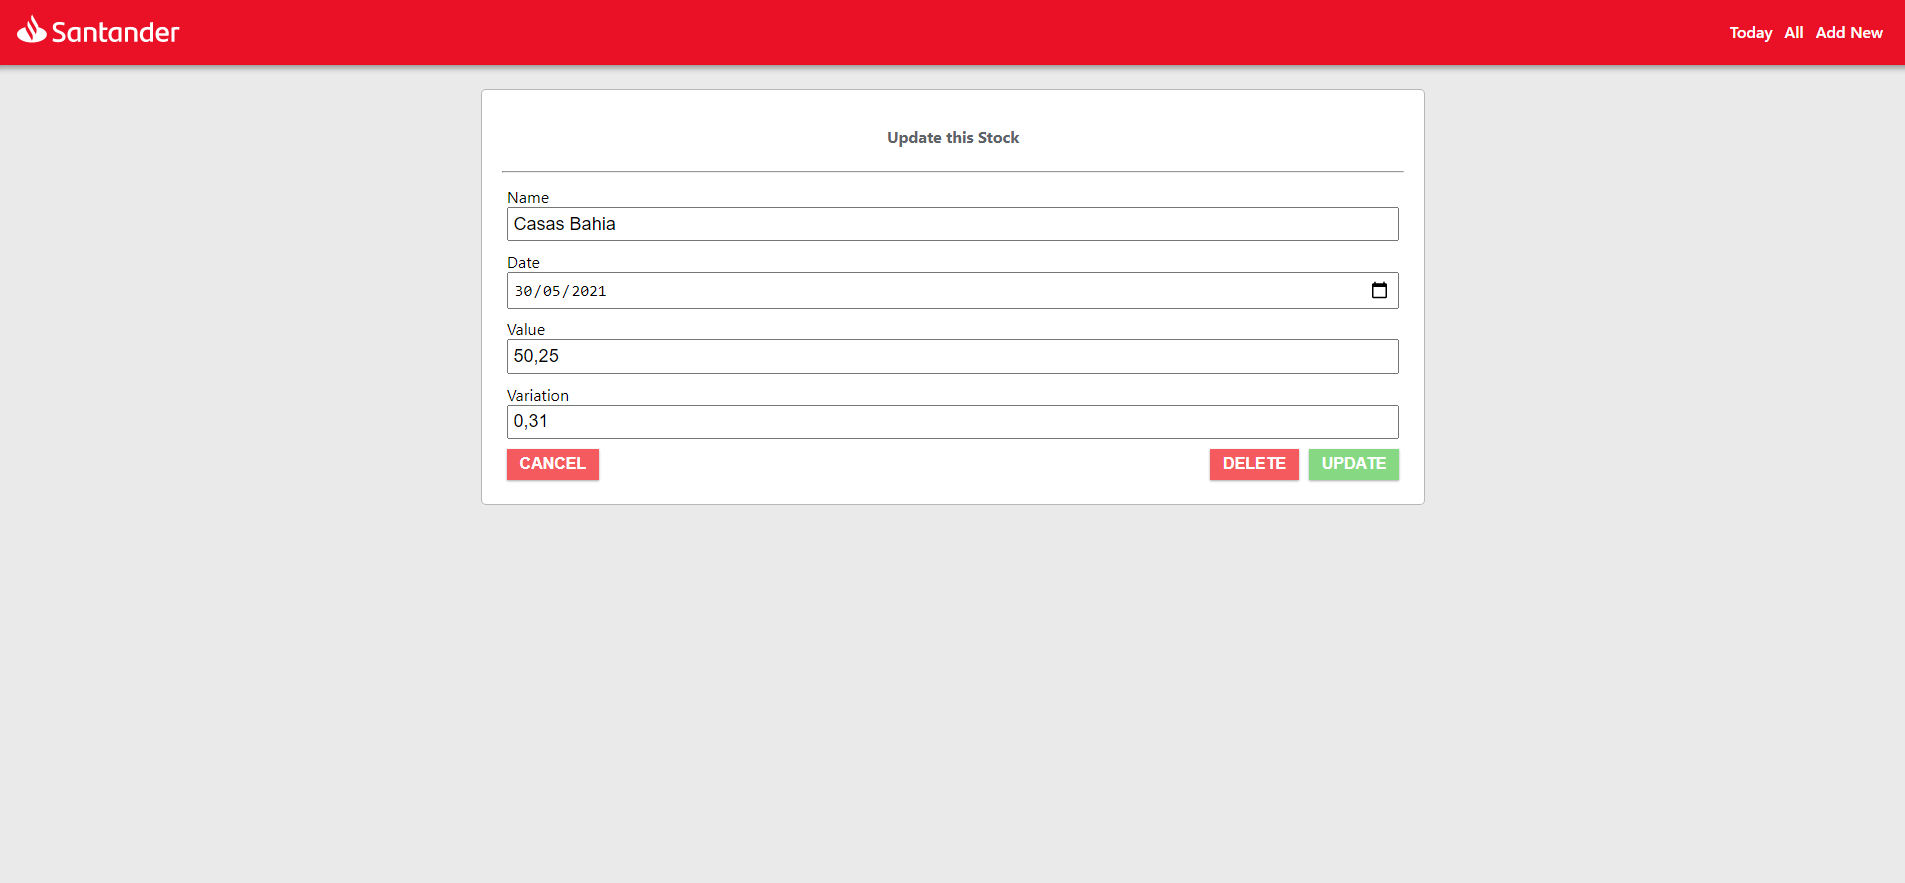 Santander
Today All Add New
Update this Stock
Name
Casas Bahia
Date
30/05/2021
Value
50,25
Variation
0,31
CANCEL DELETE UPDATE